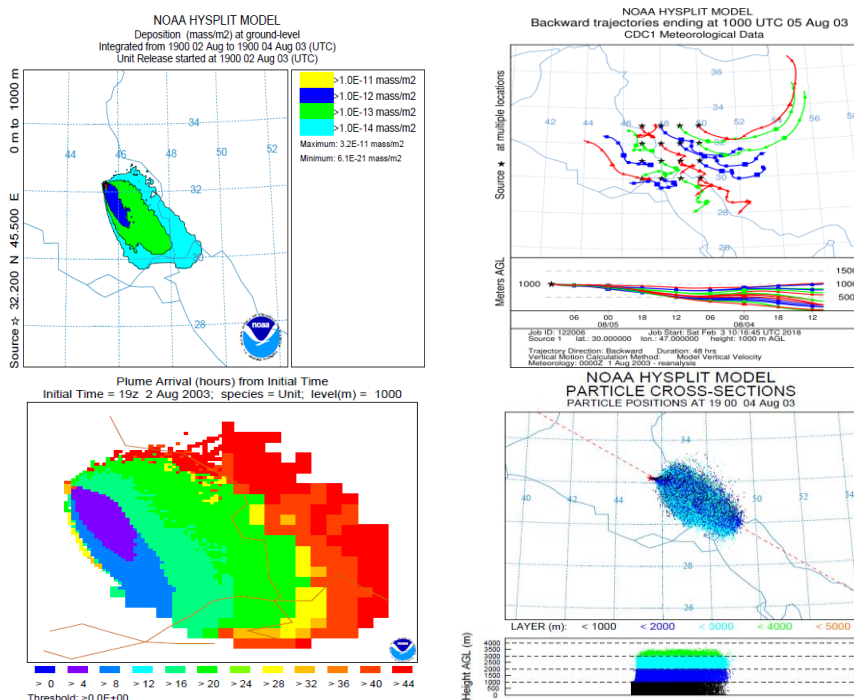 NOAA HYSPLIT MODEL
Deposition (mass/m2) at ground-level
Integrated from 1900 02 Aug to 1900 04 Aug 03 (UTC)
Unit Release started at 1900 02 Aug 03 (UTC)
0 m to 1000 m
Source ☆ 32.200 N 45.500 E
>1.0E-11 mass/m2
>1.0E-12 mass/m2
>1.0E-13 mass/m2
>1.0E-14 mass/m2
Maximum: 3.2E-11 mass/m2
Minimum: 6.1E-21 mass/m2
34
44 46
32
30
28
noaa
NOAA HYSPLIT MODEL
Backward trajectories ending at 1000 UTC 05 Aug 03
CDC1 Meteorological Data
Source ★ at multiple locations
36 36
34 34
42 44 54 56 58
32
30
28 28
26 26
Meters AGL
1000
1500
1000
500
06 00 18 12 06 00 18 12
08/05 08/04
Job ID: 122006 Job Start: Sat Feb 3 10:16:45 UTC 2018
Source 1 lat.: 30.000000 lon.: 47.000000 height: 1000 m AGL
Trajectory Direction: Backward Duration: 48 hrs
Vertical Motion Calculation Method: Model Vertical Velocity
Meteorology: 0000Z 1 Aug 2003 - reanalysis
Plume Arrival (hours) from Initial Time
Initial Time = 19z 2 Aug 2003; species = Unit; level(m) = 1000
> 0 > 4 > 8 > 12 > 16 > 20 > 24 > 28 > 32 > 36 > 40 > 44
Threshold: >0.0E+00
NOAA HYSPLIT MODEL
PARTICLE CROSS-SECTIONS
PARTICLE POSITIONS AT 19 00 04 Aug 03
34
40 42 44 50 52 54
28
26
LAYER (m): < 1000 < 2000 < 3000 < 4000 < 5000
Height AGL (m)
4000
3500
3000
2500
2000
1500
1000
500
0